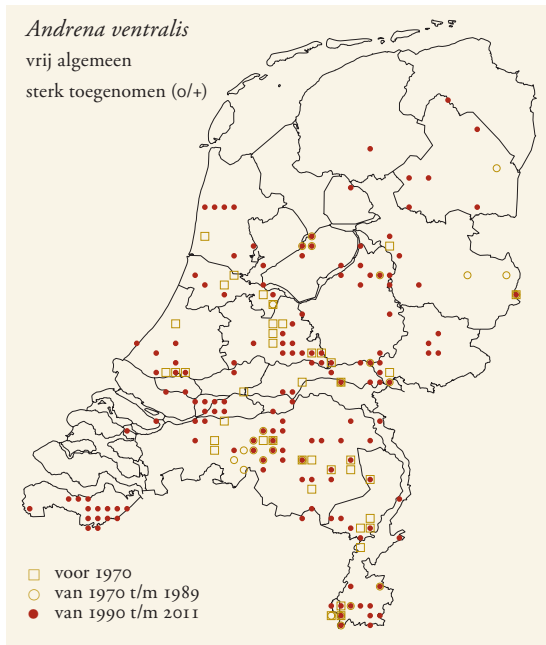 Andrena ventralis
vrij algemeen
sterk toegenomen (0/+)
voor 1970
van 1970 t/m 1989
van 1990 t/m 2011